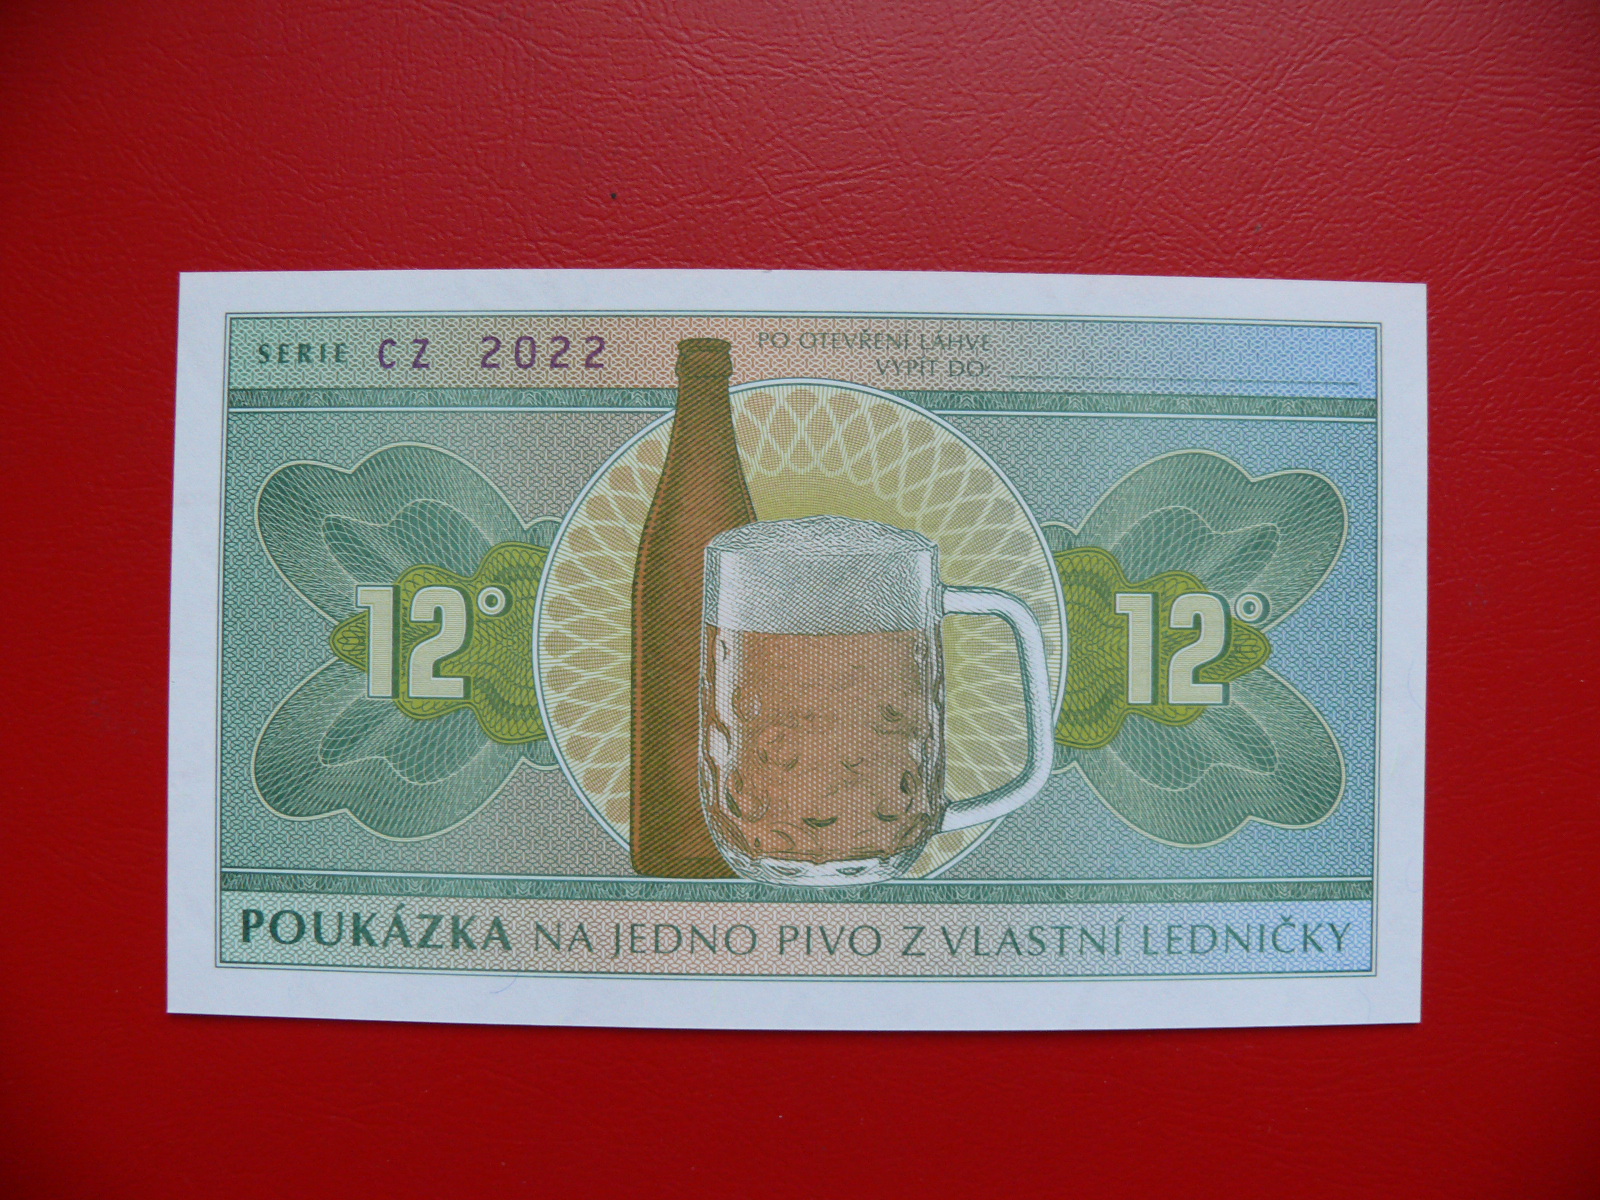 SERIE CZ 2022
PO OTEVŘENÍ LÁHVE
VYPÍT DO:
12° 12°
POUKÁZKA NA JEDNO PIVO Z VLASTNÍ LEDNIČKY